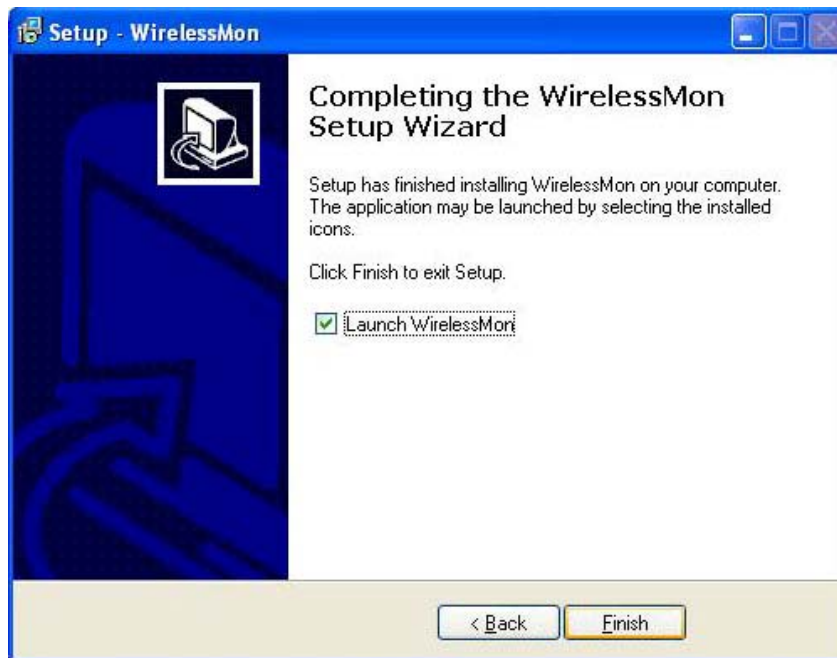 Setup - WirelessMon
Completing the WirelessMon
Setup Wizard
Setup has finished installing WirelessMon on your computer.
The application may be launched by selecting the installed
icons.
Click Finish to exit Setup.
Launch WirelessMon
< Back
Finish